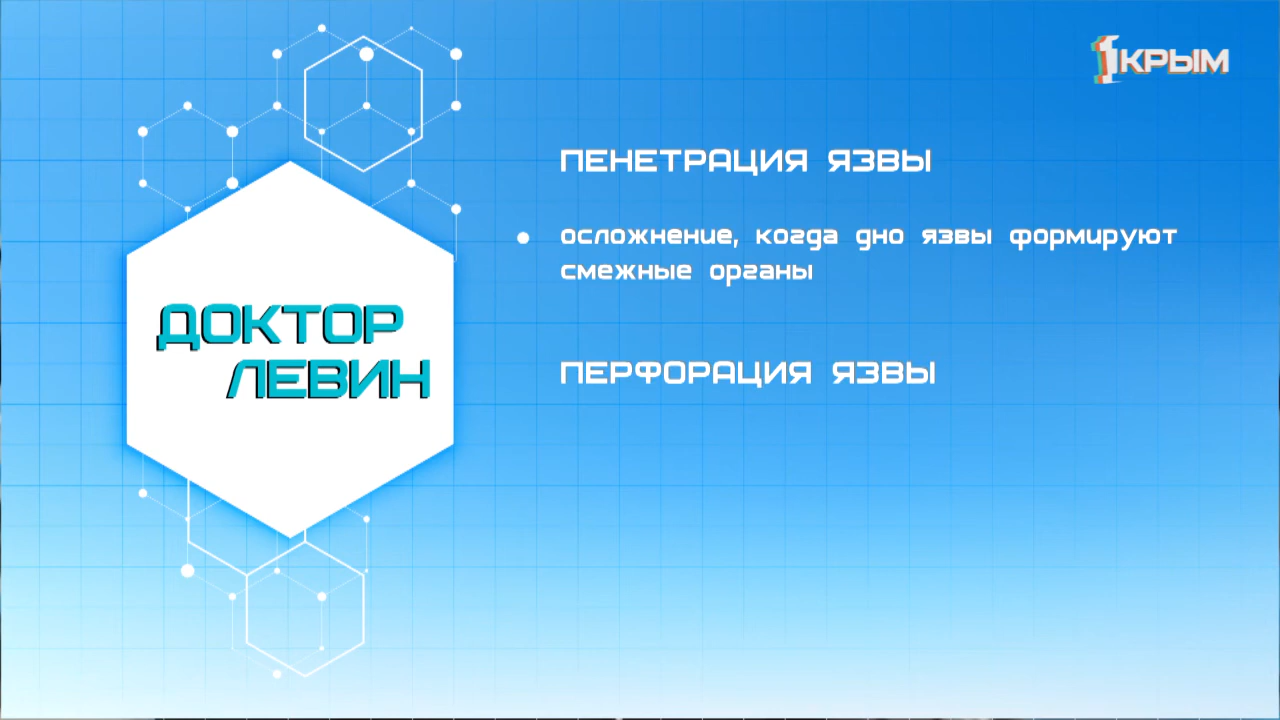 1КРЫМ
ПЕНЕТРАЦИЯ ЯЗВЫ
осложнение, когда дно язвы формируют
смежные органы
ДОКТОР
ЛЕВИН
ПЕРФОРАЦИЯ ЯЗВЫ